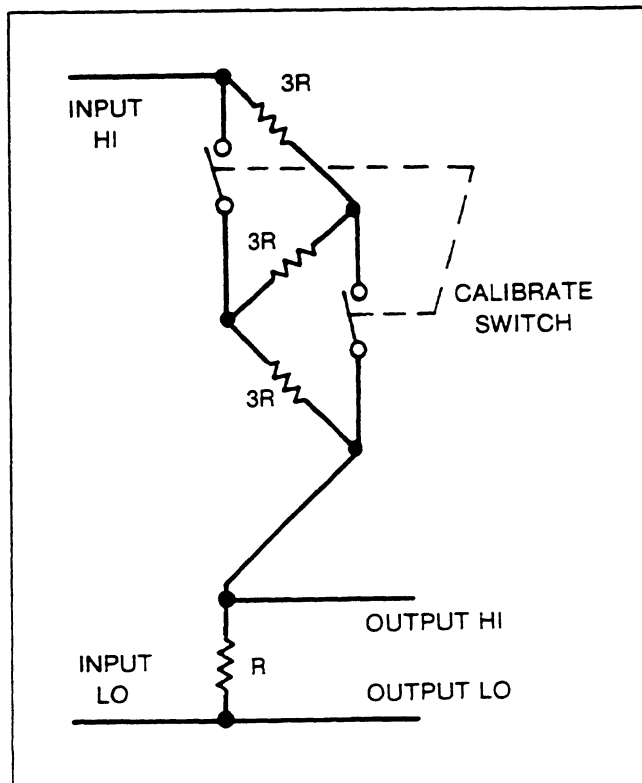 3R
INPUT
HI
3R
CALIBRATE
SWITCH
3R
OUTPUT HI
INPUT
LO
R
OUTPUT LO